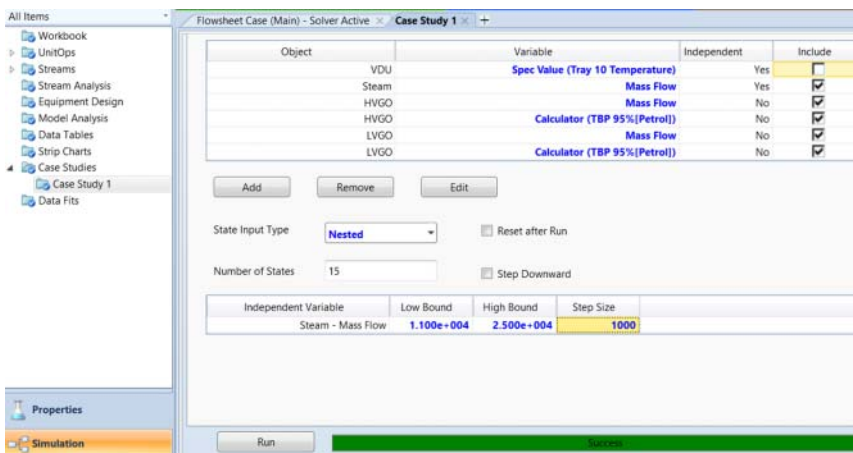 All Items
Workbook
UnitOps
Streams
Stream Analysis
Equipment Design
Model Analysis
Data Tables
Strip Charts
Case Studies
Case Study 1
Data Fits
Properties
Simulation
Flowsheet Case (Main) - Solver Active × Case Study 1 × +
Object Variable Independent Include
VDU Spec Value (Tray 10 Temperature) Yes
Steam Mass Flow Yes
HVGO Mass Flow No
HVGO Calculator (TBP 95%[Petrol]) No
LVGO Mass Flow No
LVGO Calculator (TBP 95%[Petrol]) No
Add Remove Edit
State Input Type Nested Reset after Run
Number of States 15 Step Downward
Independent Variable Low Bound High Bound Step Size
Steam - Mass Flow 1.100e+004 2.500e+004 1000
Run Success